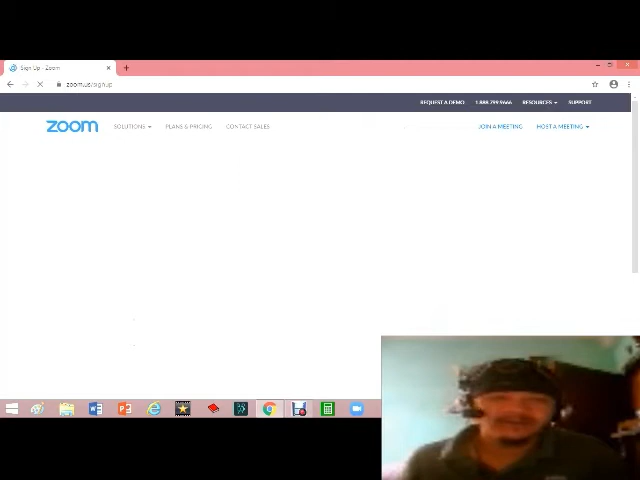 Sign Up - Zoom
zoom.us/signup
REQUEST A DEMO 1.888.799.9666 RESOURCES SUPPORT
zoom SOLUTIONS PLANS & PRICING CONTACT SALES JOIN A MEETING HOST A MEETING